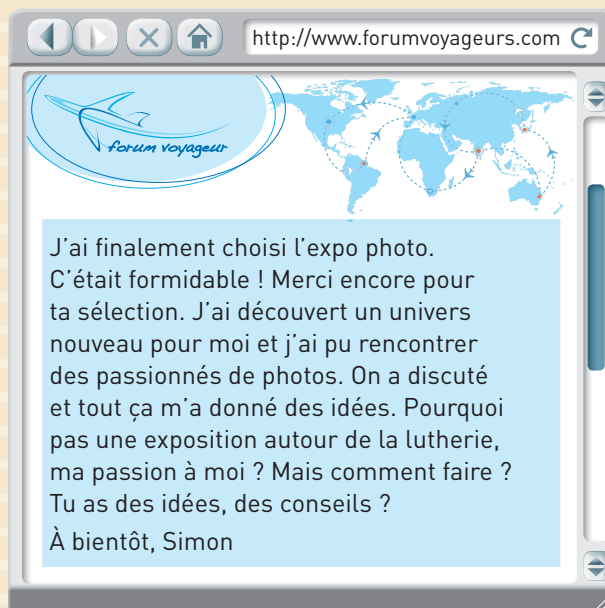 http://www.forumvoyageurs.com
forum voyageur
J'ai finalement choisi l'expo photo.
C'était formidable ! Merci encore pour
ta sélection. J'ai découvert un univers
nouveau pour moi et j'ai pu rencontrer
des passionnés de photos. On a discuté
et tout ça m'a donné des idées. Pourquoi
pas une exposition autour de la lutherie,
ma passion à moi ? Mais comment faire ?
Tu as des idées, des conseils ?
À bientôt, Simon